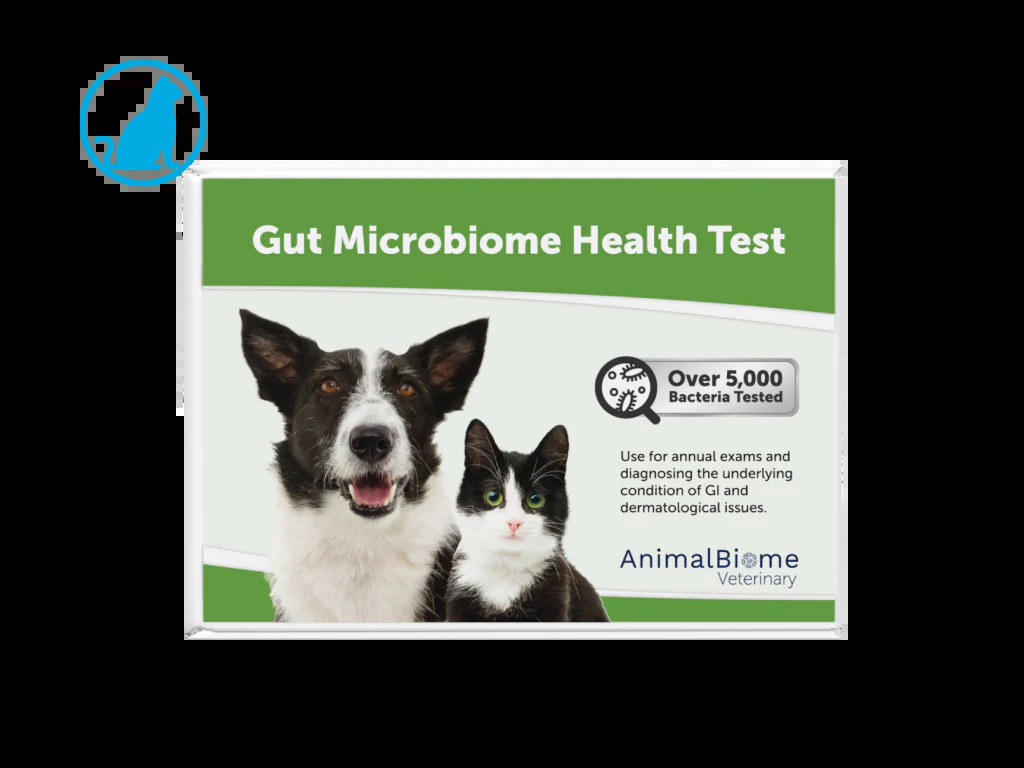 Gut Microbiome Health Test
Over 5,000
Bacteria Tested
Use for annual exams and
diagnosing the underlying
condition of GI and
dermatological issues.
AnimalBiome
Veterinary